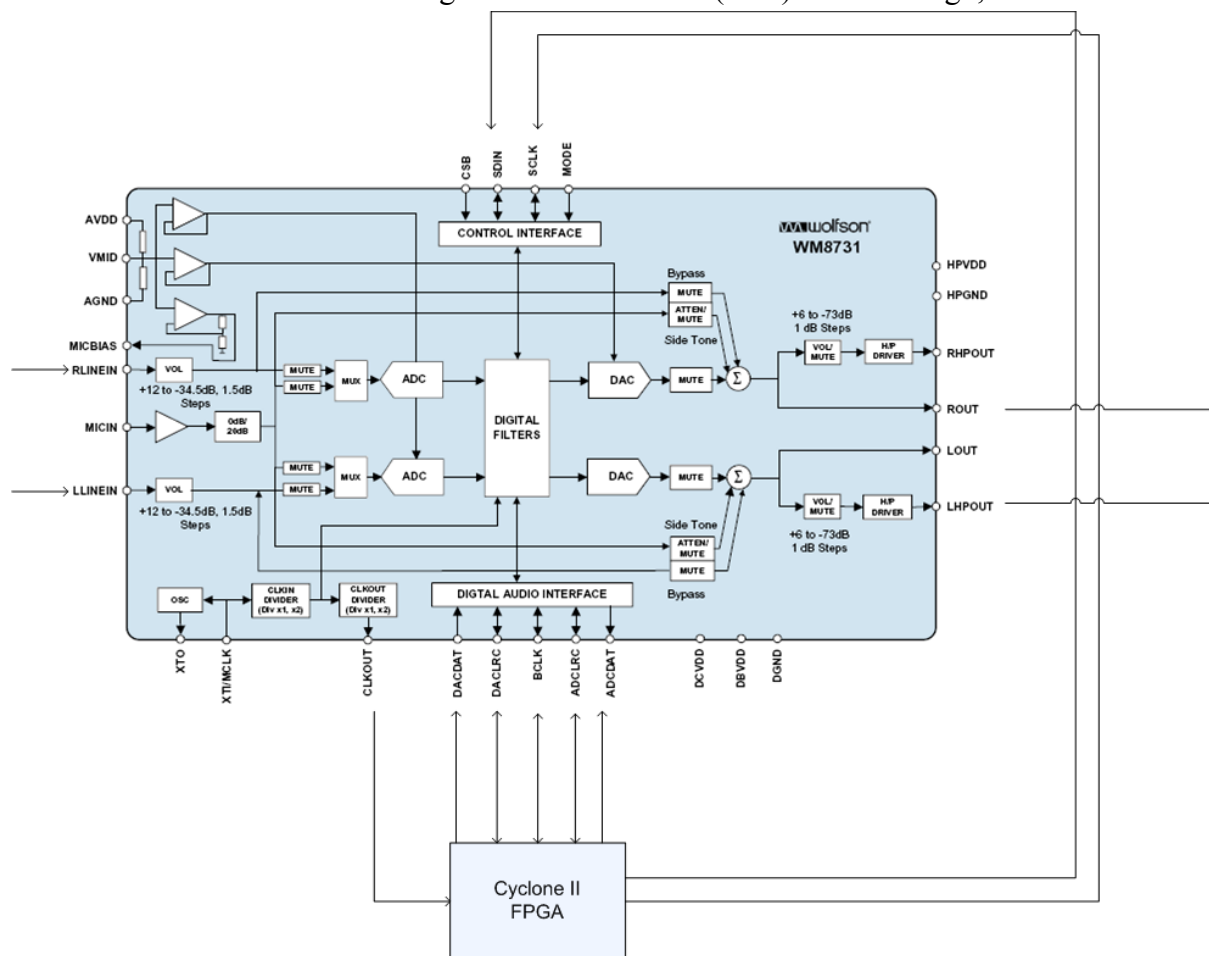 CSB
SDIN
SCLK
MODE
AVDD
VMID
AGND
MICBIAS
RLINEIN
MICIN
LLINEIN
CONTROL INTERFACE
wolfson®
WM8731
HPVDD
HPGND
RHPOUT
ROUT
LOUT
LHPOUT
Bypass
MUTE
ATTEN/
MUTE
Side Tone
+6 to -73dB
1 dB Steps
VOL/
MUTE
H/P
DRIVER
VOL
+12 to -34.5dB, 1.5dB
Steps
MUTE
MUTE
MUX
ADC
DIGITAL
FILTERS
DAC
MUTE
Σ
0dB/
20dB
VOL
+12 to -34.5dB, 1.5dB
Steps
MUTE
MUTE
MUX
ADC
DAC
MUTE
Σ
VOL/
MUTE
H/P
DRIVER
+6 to -73dB
1 dB Steps
Side Tone
ATTEN/
MUTE
MUTE
Bypass
OSC
CLKIN
DIVIDER
(Div x1, x2)
CLKOUT
DIVIDER
(Div x1, x2)
DIGTAL AUDIO INTERFACE
XTO
XTI/MCLK
CLKOUT
DACDAT
DACLRC
BCLK
ADCLRC
ADCDAT
DCVDD
DBVDD
DGND
Cyclone II
FPGA